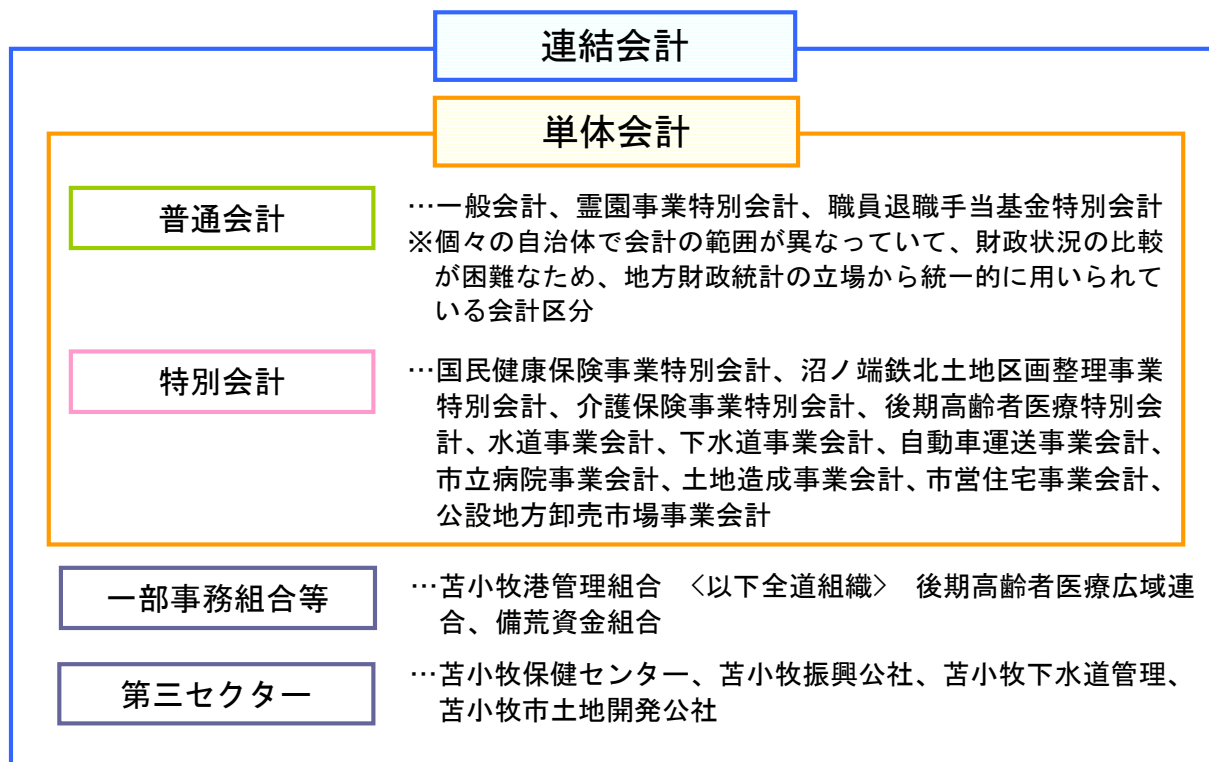 連結会計
単体会計
普通会計
…一般会計、霊園事業特別会計、職員退職手当基金特別会計
※個々の自治体で会計の範囲が異なっていて、財政状況の比較
が困難なため、地方財政統計の立場から統一的に用いられて
いる会計区分
特別会計
…国民健康保険事業特別会計、沼ノ端鉄北土地区画整理事業
特別会計、介護保険事業特別会計、後期高齢者医療特別会
計、水道事業会計、下水道事業会計、自動車運送事業会計、
市立病院事業会計、土地造成事業会計、市営住宅事業会計、
公設地方卸売市場事業会計
一部事務組合等
…苫小牧港管理組合　〈以下全道組織〉　後期高齢者医療広域連
合、備荒資金組合
第三セクター
…苫小牧保健センター、苫小牧振興公社、苫小牧下水道管理、
苫小牧市土地開発公社